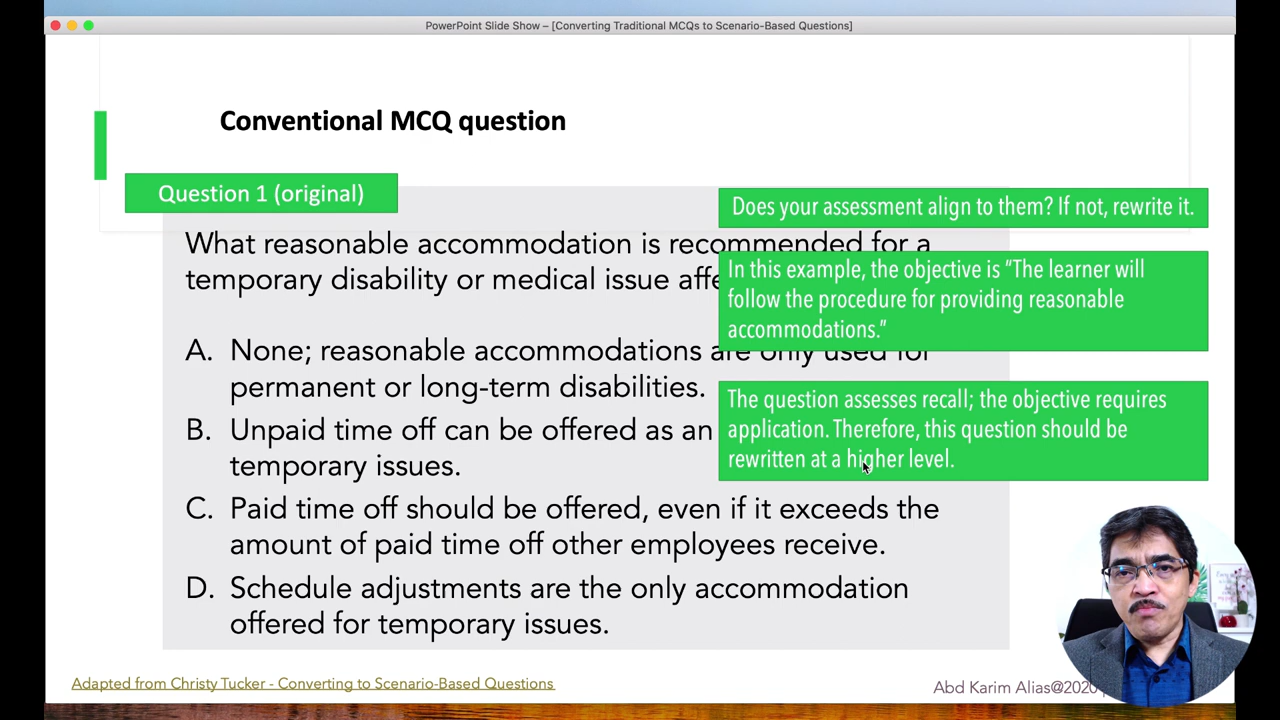 PowerPoint Slide Show – [Converting Traditional MCQs to Scenario-Based Questions]
Conventional MCQ question
Question 1 (original)
What reasonable accommodation is recommended for a
temporary disability or medical issue
A. None; reasonable accommodations are only used for
permanent or long-term disabilities.
B. Unpaid time off can be offered as an
temporary issues.
C. Paid time off should be offered, even if it exceeds the
amount of paid time off other employees receive.
D. Schedule adjustments are the only accommodation
offered for temporary issues.
Does your assessment align to them? If not, rewrite it.
In this example, the objective is “The learner will
follow the procedure for providing reasonable
accommodations.”
The question assesses recall; the objective requires
application. Therefore, this question should be
rewritten at a higher level.
Adapted from Christy Tucker - Converting to Scenario-Based Questions
Abd Karim Alias@2020